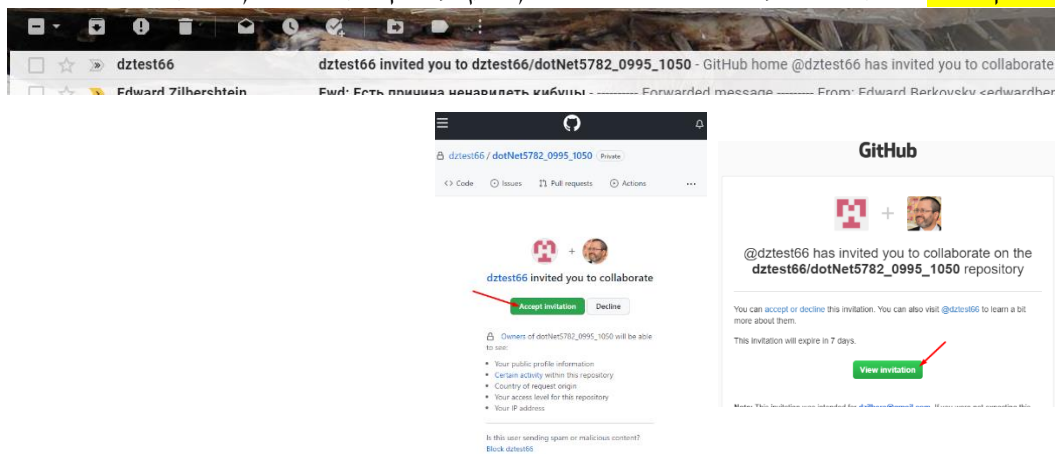 dztest66 dztest66 invited you to dztest66/dotNet5782_0995_1050 - GitHub home @dztest66 has invited you to collaborate
Edward Zilbershtein Fwd: Есть причина ненавидеть кибуцы - ---------- Forwarded message --------- From: Edward Berkovsky <edwardber
dztest66 / dotNet5782_0995_1050 Private
<> Code Issues Pull requests Actions ...
dztest66 invited you to collaborate
Accept invitation Decline
Owners of dotNet5782_0995_1050 will be able
to see:
• Your public profile information
• Certain activity within this repository
• Country of request origin
• Your access level for this repository
• Your IP address
Is this user sending spam or malicious content?
Block dztest66
GitHub
+
@dztest66 has invited you to collaborate on the
dztest66/dotNet5782_0995_1050 repository
You can accept or decline this invitation. You can also visit @dztest66 to learn a bit
more about them.
This invitation will expire in 7 days.
View invitation